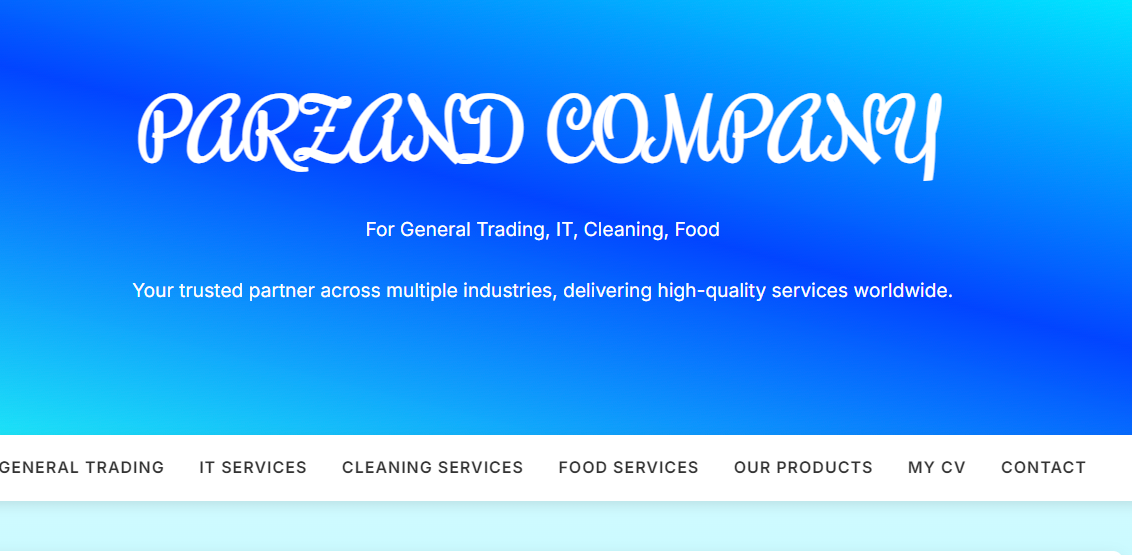 PARZAND COMPANY
For General Trading, IT, Cleaning, Food
Your trusted partner across multiple industries, delivering high-quality services worldwide.
GENERAL TRADING IT SERVICES CLEANING SERVICES FOOD SERVICES OUR PRODUCTS MY CV CONTACT